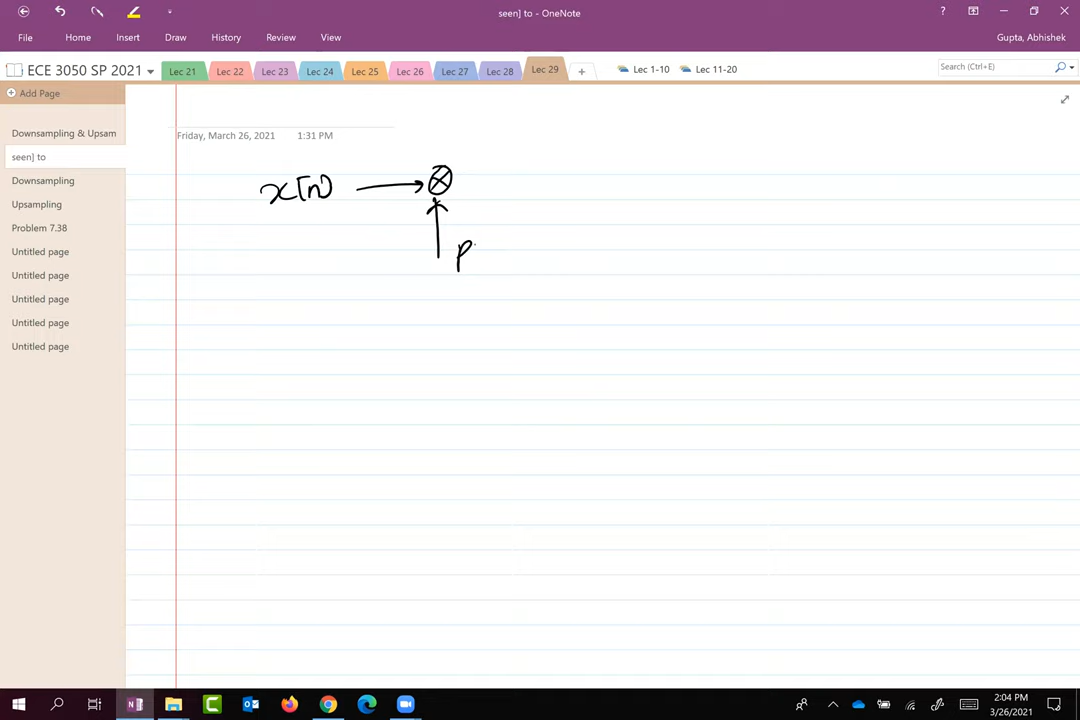 seen] to - OneNote
? 
Gupta, Abhishek
File Home Insert Draw History Review View
ECE 3050 SP 2021 Lec 21 Lec 22 Lec 23 Lec 24 Lec 25 Lec 26 Lec 27 Lec 28 Lec 29 + Lec 1-10 Lec 11-20 Search (Ctrl+E)
Add Page
Downsampling & Upsam
seen] to
Downsampling
Upsampling
Problem 7.38
Untitled page
Untitled page
Untitled page
Untitled page
Untitled page
Friday, March 26, 2021 1:31 PM
x[n]
p
2:04 PM
3/26/2021